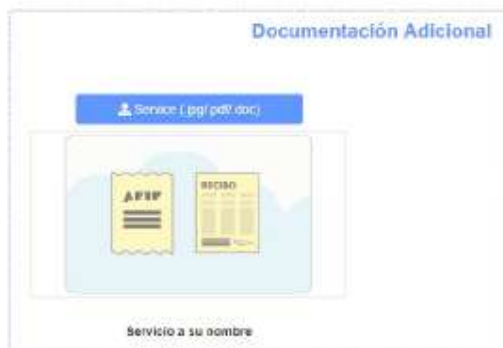 Documentación Adicional
Service (.jpg/.pdf/.doc)
AFIP
RECIBO
Servicio a su nombre